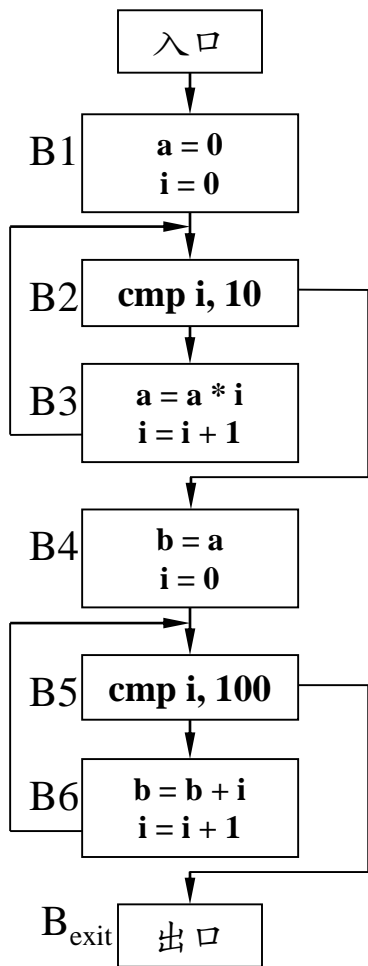 入口
B1
a = 0
i = 0
B2
cmp i, 10
B3
a = a * i
i = i + 1
B4
b = a
i = 0
B5
cmp i, 100
B6
b = b + i
i = i + 1
Bexit
出口